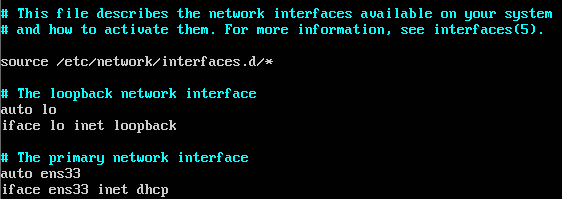 # This file describes the network interfaces available on your system
# and how to activate them. For more information, see interfaces(5).
source /etc/network/interfaces.d/*
# The loopback network interface
auto lo
iface lo inet loopback
# The primary network interface
auto ens33
iface ens33 inet dhcp